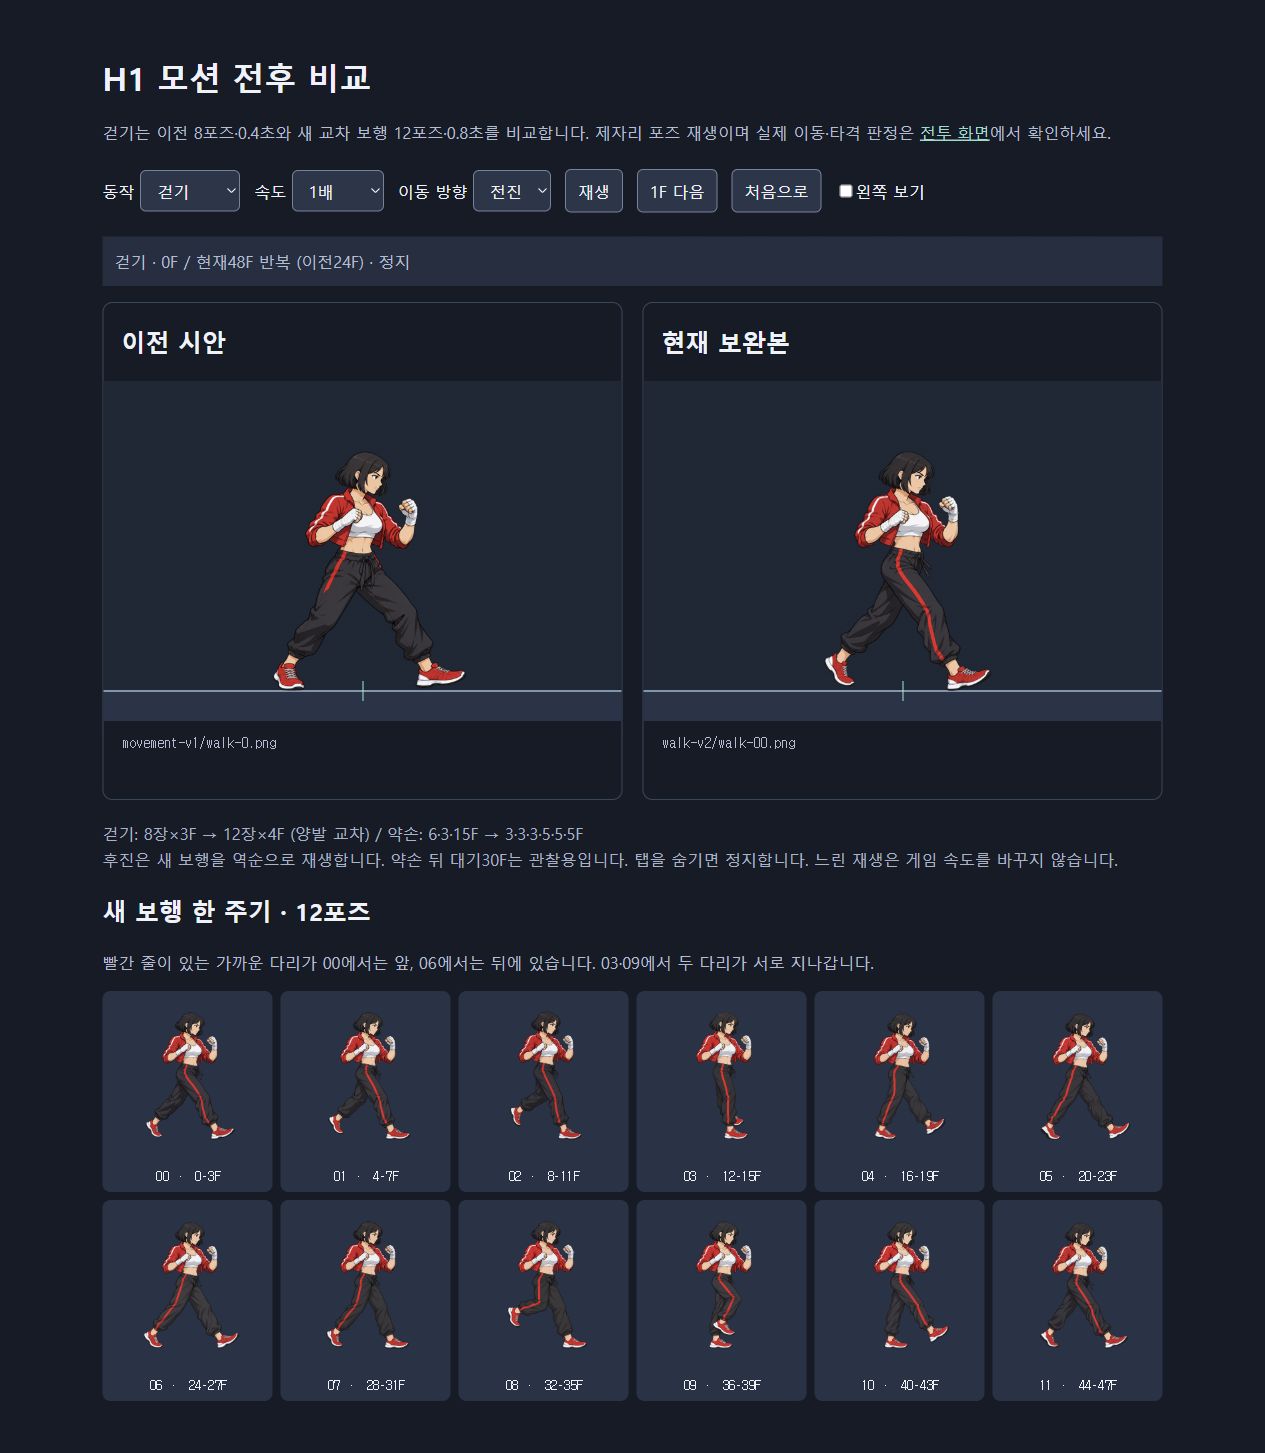 H1 모션 전후 비교
걷기는 이전 8포즈·0.4초와 새 교차 보행 12포즈·0.8초를 비교합니다. 제자리 포즈 재생이며 실제 이동·타격 판정은 전투 화면에서 확인하세요.
동작 걷기 속도 1배 이동 방향 전진 재생 1F 다음 처음으로 왼쪽 보기
걷기 · 0F / 현재48F 반복 (이전24F) · 정지
이전 시안
현재 보완본
movement-v1/walk-0.png
walk-v2/walk-00.png
걷기: 8장×3F → 12장×4F (양발 교차) / 약손: 6·3·15F → 3·3·3·5·5·5F
후진은 새 보행을 역순으로 재생합니다. 약손 뒤 대기30F는 관찰용입니다. 탭을 숨기면 정지합니다. 느린 재생은 게임 속도를 바꾸지 않습니다.
새 보행 한 주기 · 12포즈
빨간 줄이 있는 가까운 다리가 00에서는 앞, 06에서는 뒤에 있습니다. 03·09에서 두 다리가 서로 지나갑니다.
00 · 0-3F
01 · 4-7F
02 · 8-11F
03 · 12-15F
04 · 16-19F
05 · 20-23F
06 · 24-27F
07 · 28-31F
08 · 32-35F
09 · 36-39F
10 · 40-43F
11 · 44-47F